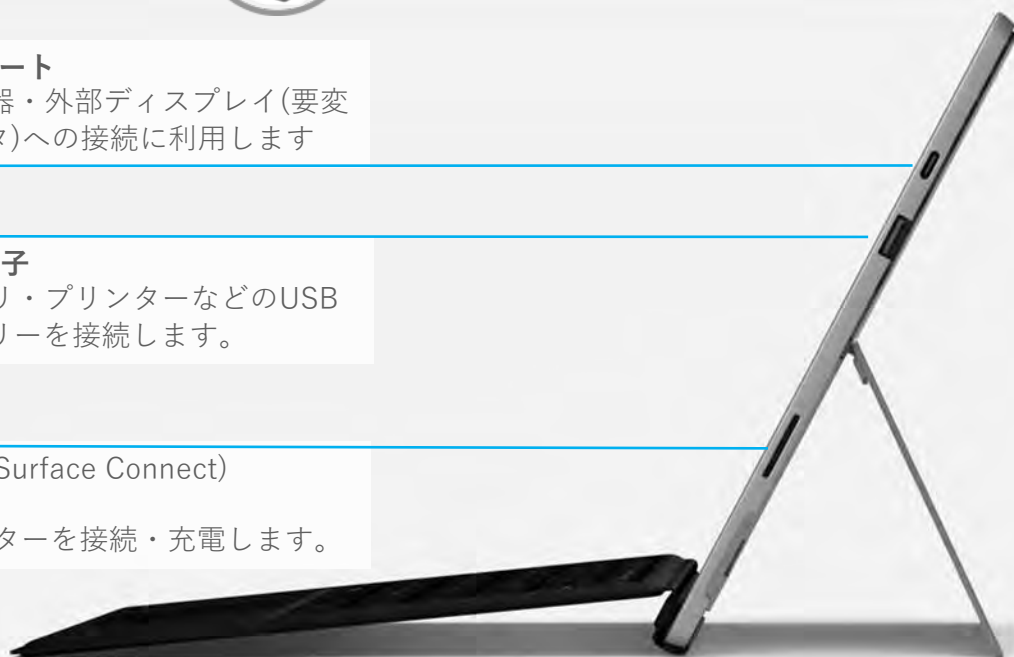 ート
器・外部ディスプレイ(要変
タ)への接続に利用します
子
リ・プリンターなどのUSB
リーを接続します。
Surface Connect)
ターを接続・充電します。